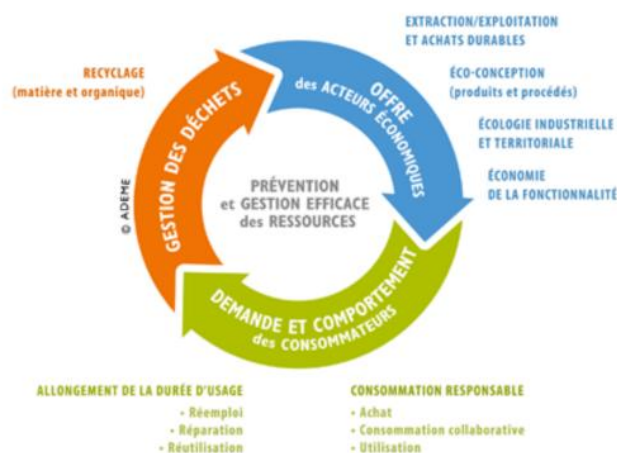 EXTRACTION/EXPLOITATION
ET ACHATS DURABLES
RECYCLAGE
(matière et organique)
ÉCO-CONCEPTION
(produits et procédés)
ÉCOLOGIE INDUSTRIELLE
ET TERRITORIALE
ÉCONOMIE
DE LA FONCTIONNALITÉ
OFFRE
des ACTEURS ÉCONOMIQUES
GESTION DES DÉCHETS
PRÉVENTION
et GESTION EFFICACE
des RESSOURCES
© ADEME
DEMANDE ET COMPORTEMENT
des CONSOMMATEURS
ALLONGEMENT DE LA DURÉE D'USAGE
• Réemploi
• Réparation
• Réutilisation
CONSOMMATION RESPONSABLE
• Achat
• Consommation collaborative
• Utilisation